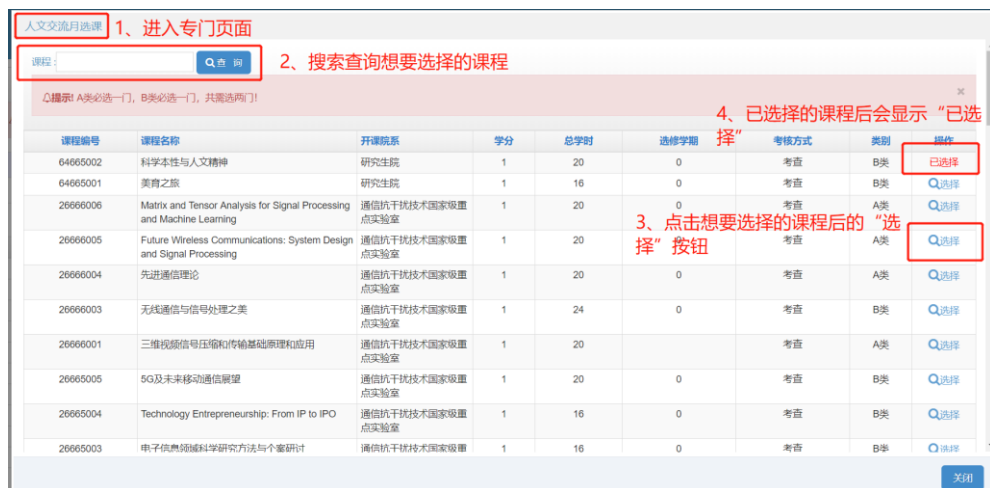 人文交流月选课
1、进入专门页面
课程:
查 询
2、搜索查询想要选择的课程
提示! A类必选一门，B类必选一门，共需选两门!
×
4、已选择的课程后会显示“已选
择”
课程编号 课程名称 开课院系 学分 总学时 选修学期 考核方式 类别 操作
64665002 科学本性与人文精神 研究生院 1 20 0 考查 B类 已选择
64665001 美育之旅 研究生院 1 16 0 考查 B类 选择
26666006 Matrix and Tensor Analysis for Signal Processing 通信抗干扰技术国家级重 1 20 0 考查 A类 选择
and Machine Learning 点实验室
3、点击想要选择的课程后的“选
择”按钮
26666005 Future Wireless Communications: System Design 通信抗干扰技术国家级重 1 20 0 考查 A类 选择
and Signal Processing 点实验室
26666004 先进通信理论 通信抗干扰技术国家级重 1 20 0 考查 A类 选择
点实验室
26666003 无线通信与信号处理之美 通信抗干扰技术国家级重 1 24 0 考查 B类 选择
点实验室
26666001 三维视频信号压缩和传输基础原理和应用 通信抗干扰技术国家级重 1 20 考查 A类 选择
点实验室
26665005 5G及未来移动通信展望 通信抗干扰技术国家级重 1 20 0 考查 B类 选择
点实验室
26665004 Technology Entrepreneurship: From IP to IPO 通信抗干扰技术国家级重 1 16 0 考查 B类 选择
点实验室
26665003 电子信息领域科学研究方法与个案研讨 通信抗干扰技术国家级重 1 16 0 考查 B类 选择
关闭